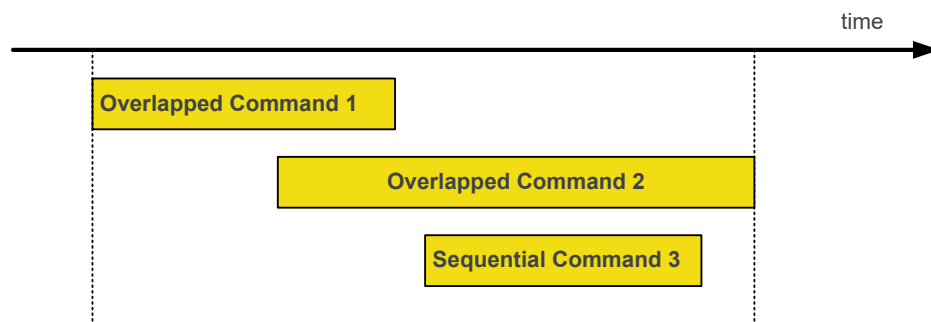 time
Overlapped Command 1
Overlapped Command 2
Sequential Command 3